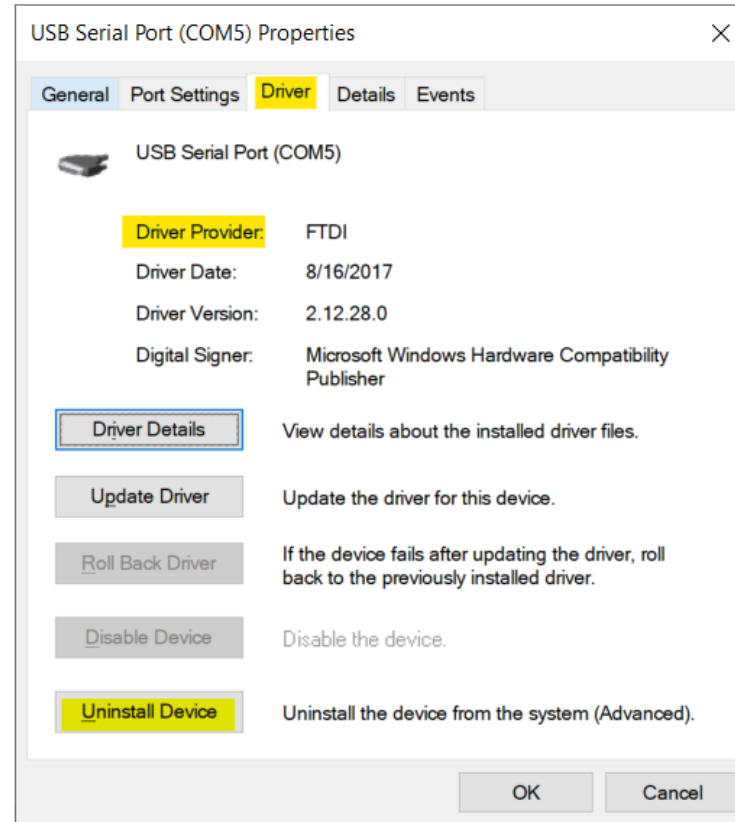 USB Serial Port (COM5) Properties
General Port Settings Driver Details Events
USB Serial Port (COM5)
Driver Provider: FTDI
Driver Date: 8/16/2017
Driver Version: 2.12.28.0
Digital Signer: Microsoft Windows Hardware Compatibility
Publisher
Driver Details View details about the installed driver files.
Update Driver Update the driver for this device.
Roll Back Driver If the device fails after updating the driver, roll
back to the previously installed driver.
Disable Device Disable the device.
Uninstall Device Uninstall the device from the system (Advanced).
OK Cancel